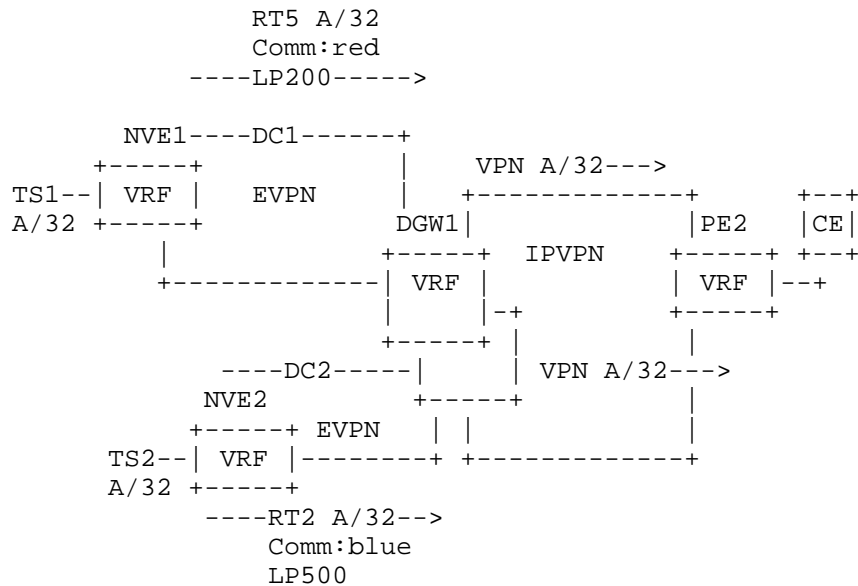 RT5 A/32
Comm:red
----LP200----->
NVE1----DC1------+
+-----+ | VPN A/32--->
TS1--| VRF | EVPN | +-------------+ +--+
A/32 +-----+ DGW1| |PE2 |CE|
| +-----+ IPVPN +-----+ +--+
+-------------| VRF | | VRF |--+
| |-+ +-----+
+-----+ | |
----DC2-----| | VPN A/32--->
NVE2 +-----+ |
+-----+ EVPN | | |
TS2--| VRF |--------+ +-------------+
A/32 +-----+
----RT2 A/32-->
Comm:blue
LP500